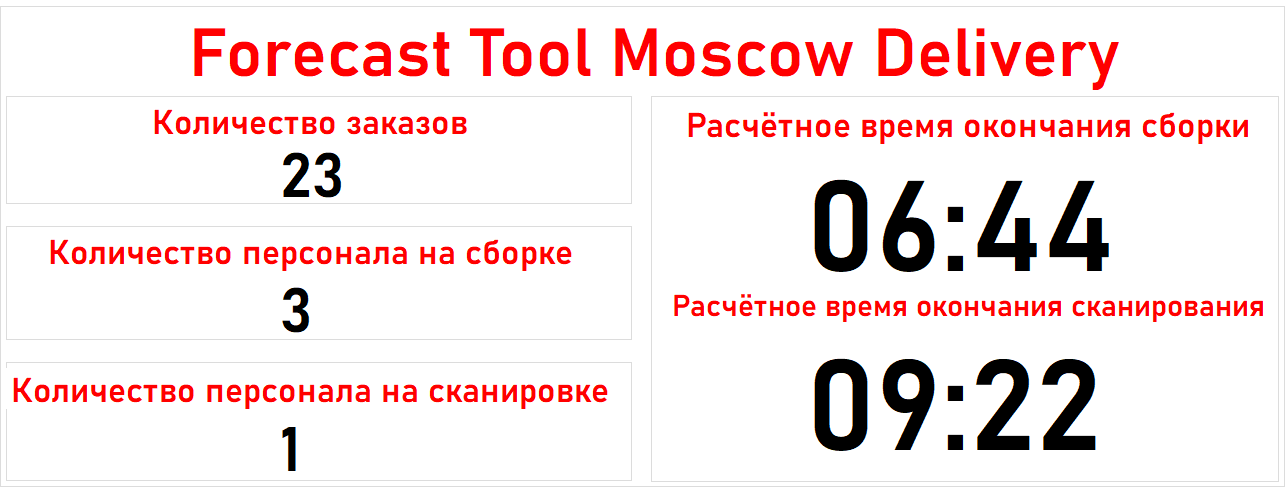 Forecast Tool Moscow Delivery
Количество заказов
23
Количество персонала на сборке
3
Количество персонала на сканировке
1
Расчётное время окончания сборки
06:44
Расчётное время окончания сканирования
09:22